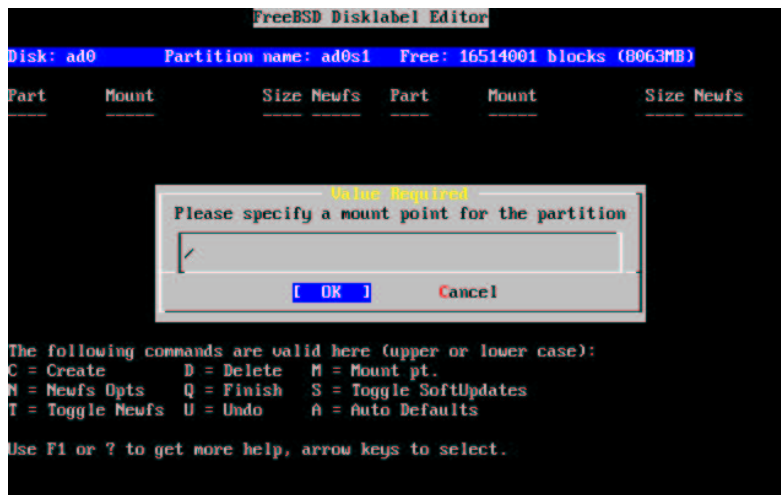 FreeBSD Disklabel Editor
Disk: ad0 Partition name: ad0s1 Free: 16514001 blocks (8063MB)
Part Mount Size Newfs Part Mount Size Newfs
---- ----- ---- ----- ---- ----- ---- -----
Value Required
Please specify a mount point for the partition
/
[ OK ] Cancel
The following commands are valid here (upper or lower case):
C = Create D = Delete M = Mount pt.
N = Newfs Opts Q = Finish S = Toggle SoftUpdates
T = Toggle Newfs U = Undo A = Auto Defaults
Use F1 or ? to get more help, arrow keys to select.